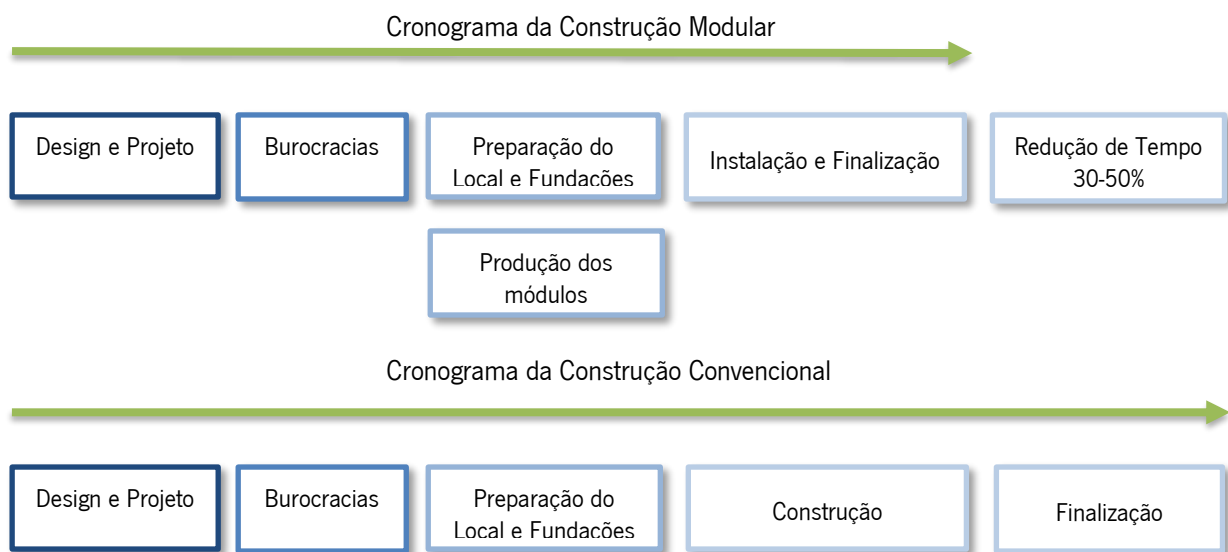 Cronograma da Construção Modular
Design e Projeto
Burocracias
Preparação do
Local e Fundações
Instalação e Finalização
Redução de Tempo
30-50%
Produção dos
módulos
Cronograma da Construção Convencional
Design e Projeto
Burocracias
Preparação do
Local e Fundações
Construção
Finalização